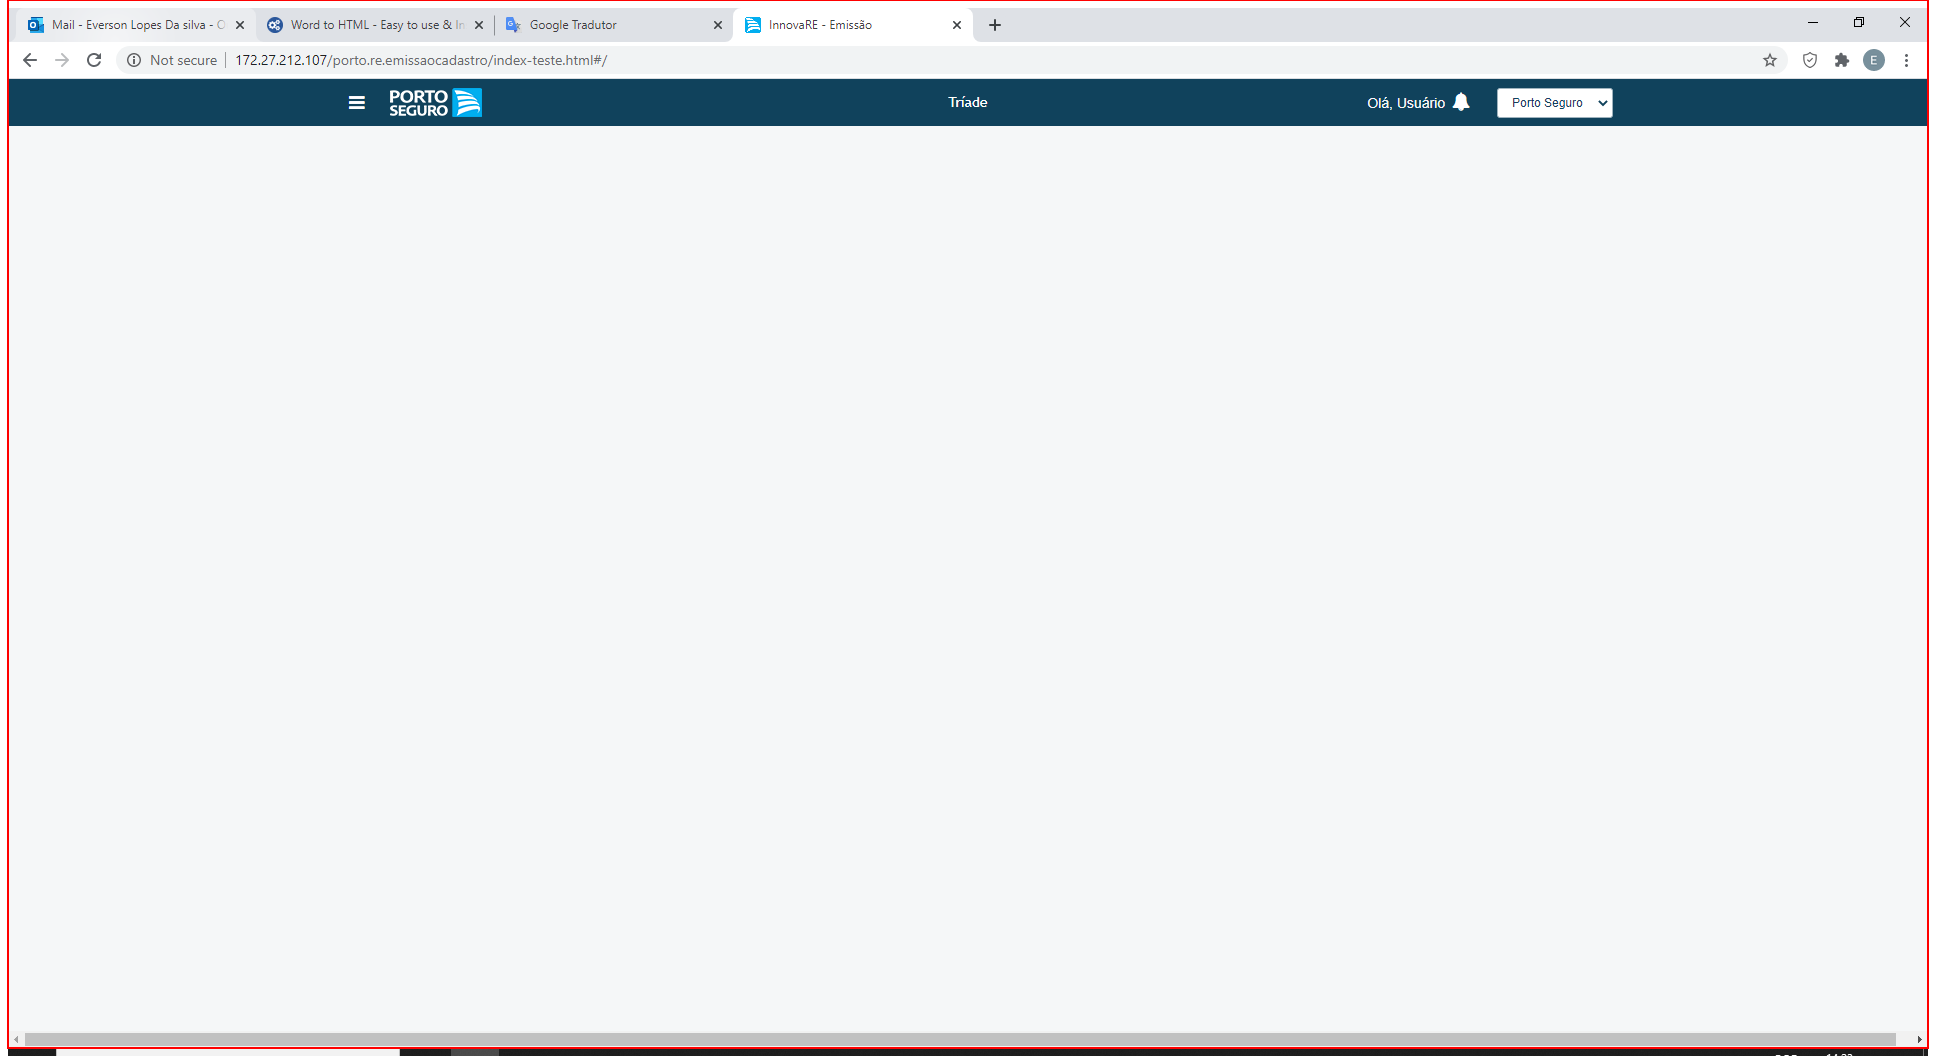 Mail - Everson Lopes Da silva - O
Word to HTML - Easy to use & In
Google Tradutor
InnovaRE - Emissão
Not secure
172.27.212.107/porto.re.emissaocadastro/index-teste.html#/
E
PORTO
SEGURO
Tríade
Olá, Usuário
Porto Seguro